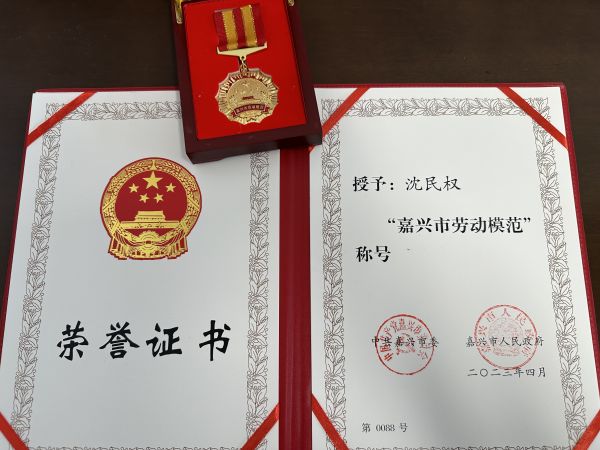 荣誉证书
授予：沈民权
“嘉兴市劳动模范”
称号
中共嘉兴市委
嘉兴市人民政府
二〇二三年四月
第 0088 号